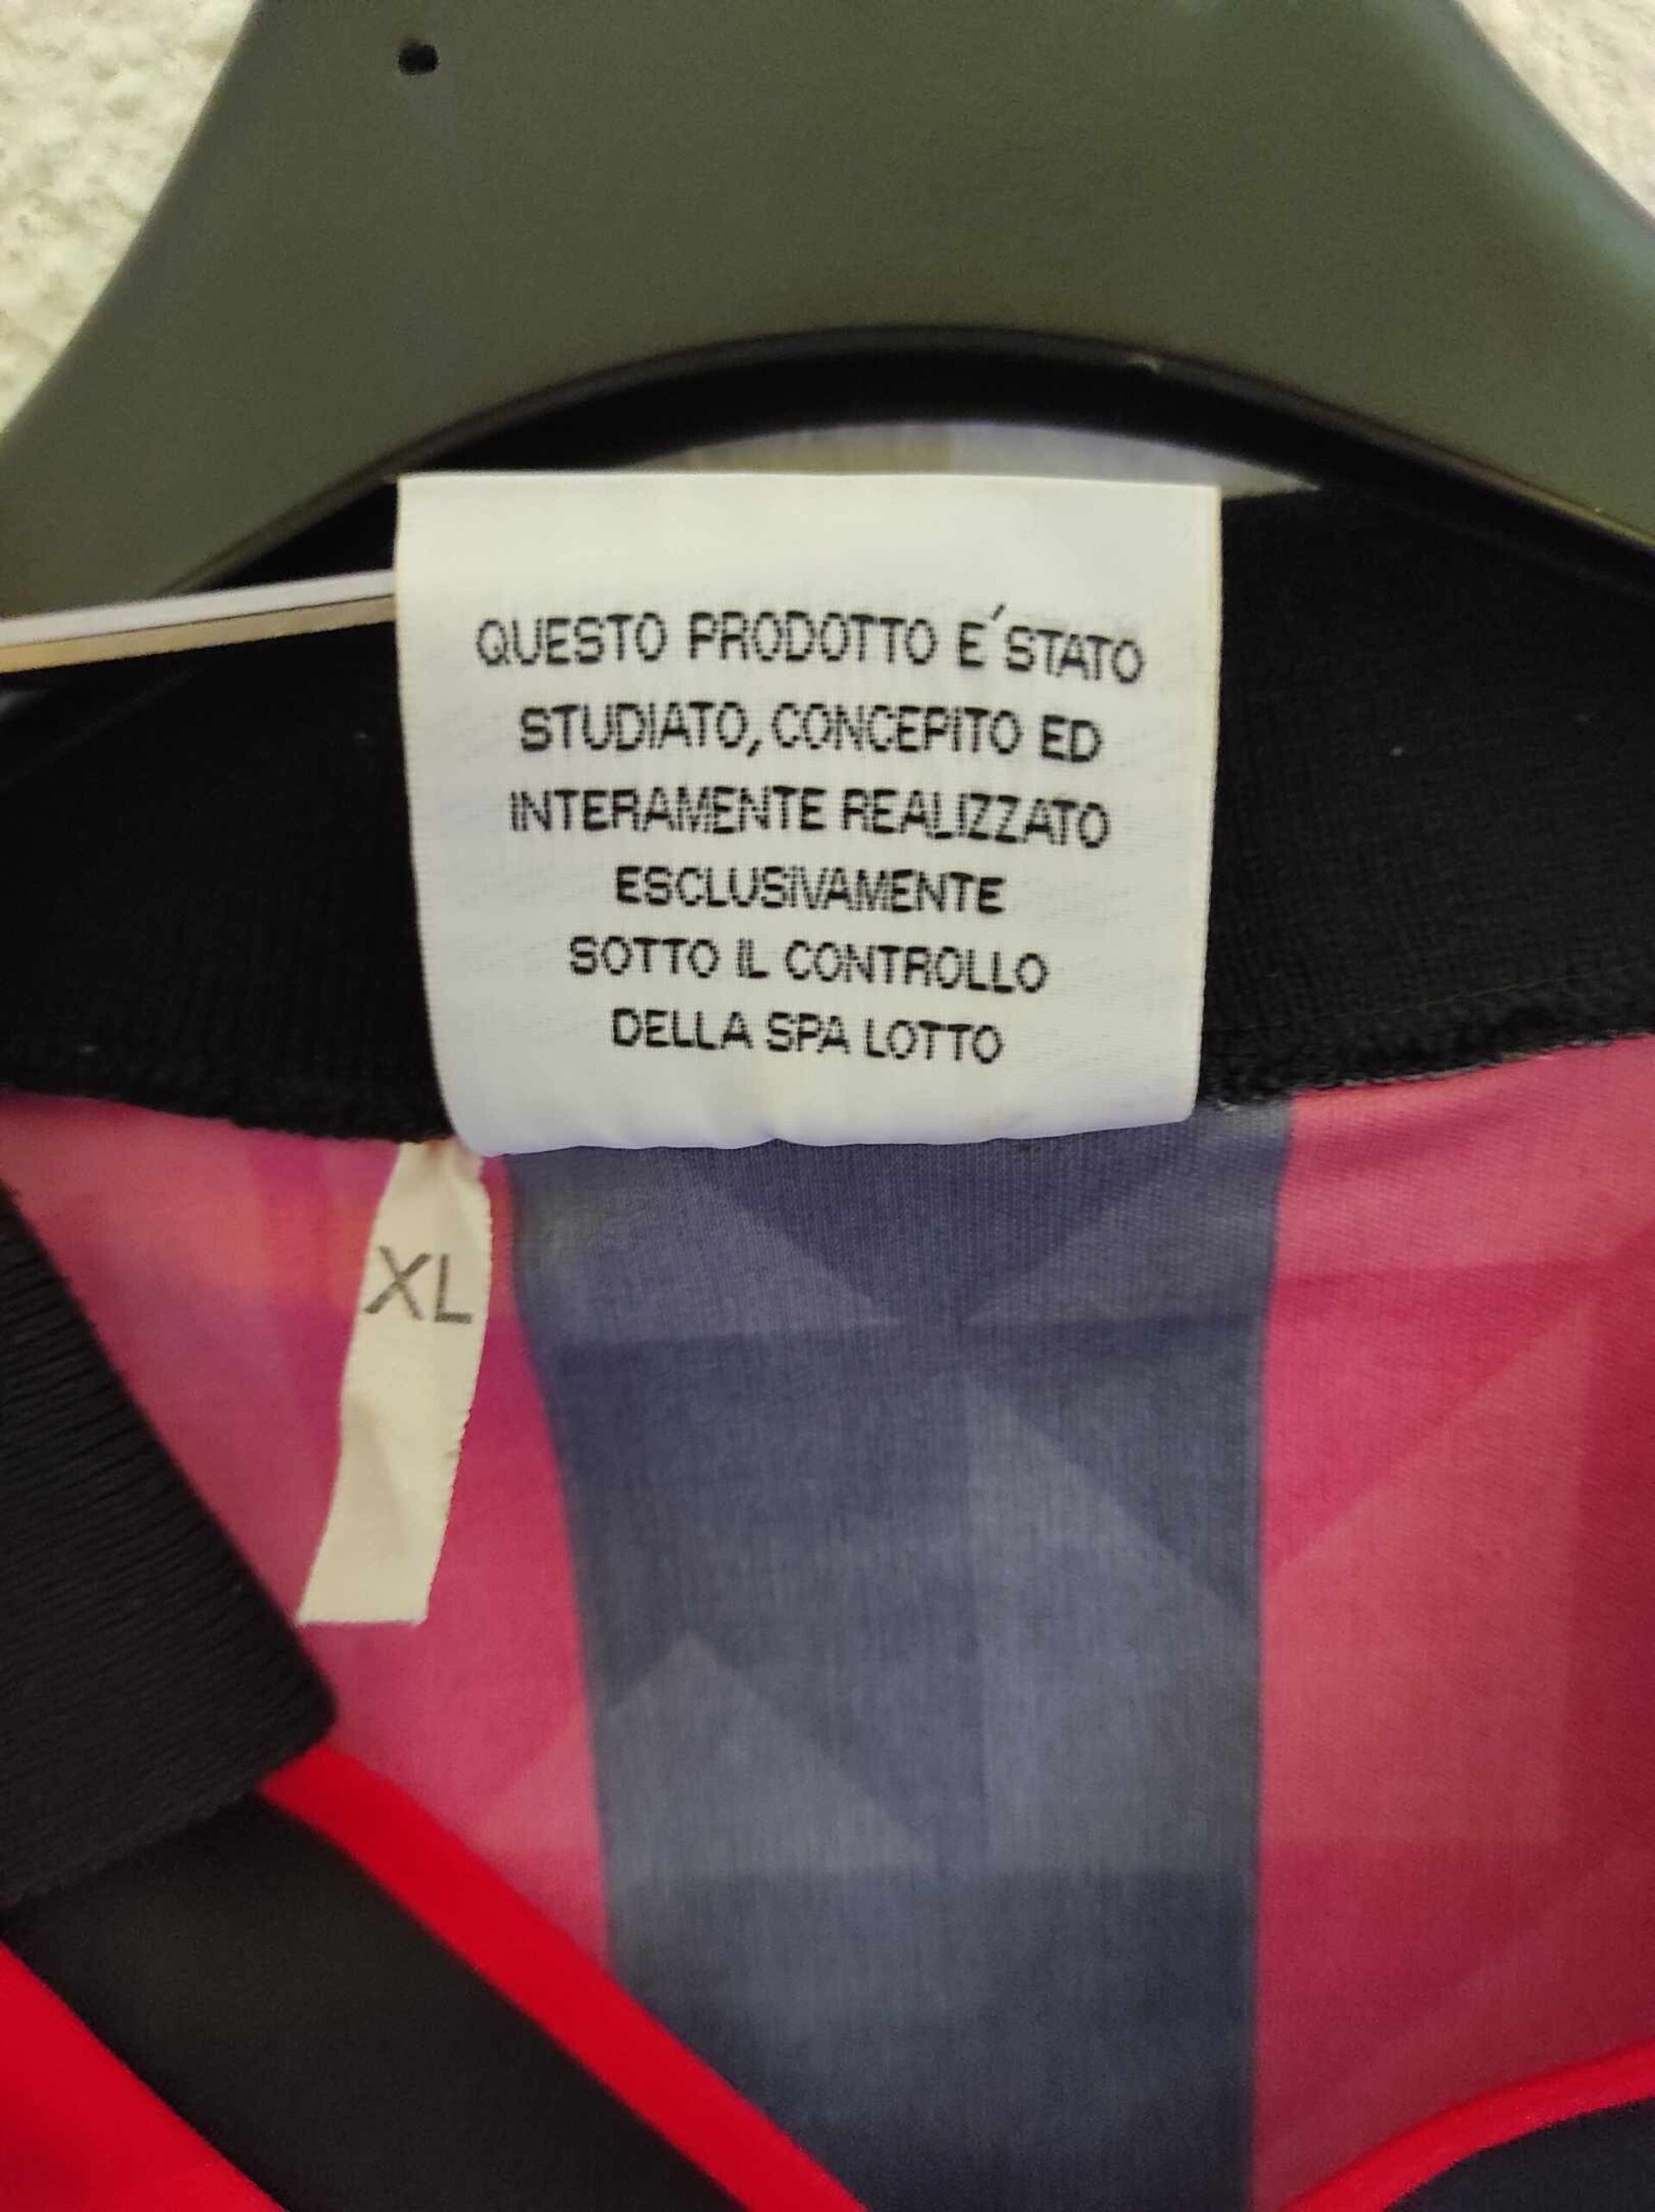 QUESTO PRODOTTO E' STATO
STUDIATO, CONCEPITO ED
INTERAMENTE REALIZZATO
ESCLUSIVAMENTE
SOTTO IL CONTROLLO
DELLA SPA LOTTO
XL